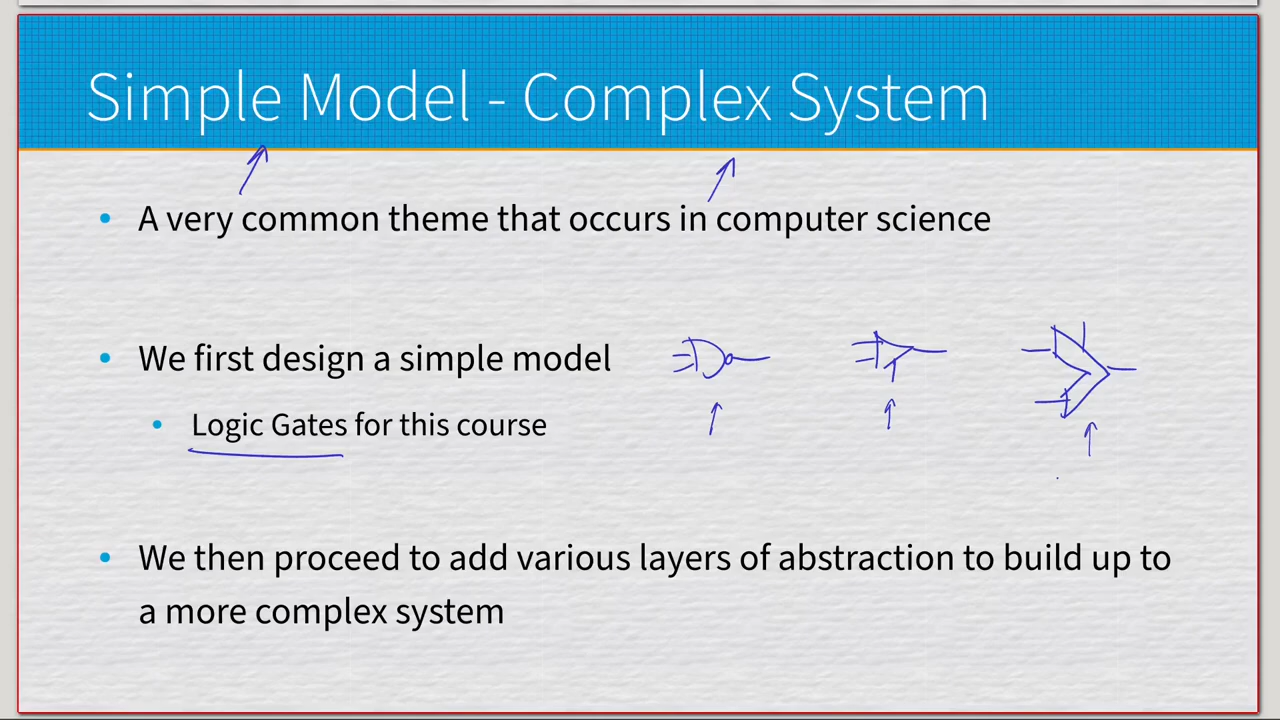 Simple Model - Complex System
• A very common theme that occurs in computer science
• We first design a simple model
• Logic Gates for this course
• We then proceed to add various layers of abstraction to build up to
a more complex system